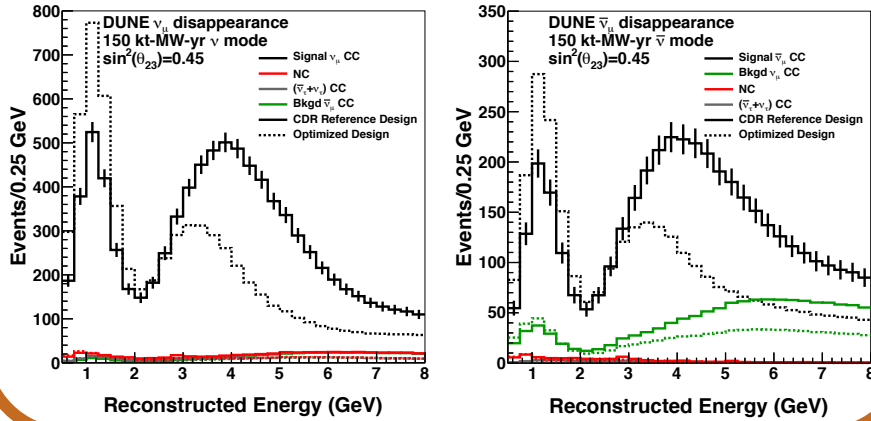 DUNE νμ disappearance
150 kt-MW-yr ν mode
sin²(θ₂₃)=0.45
Signal νμ CC
NC
(ν̄τ+ντ) CC
Bkgd ν̄μ CC
CDR Reference Design
Optimized Design
Events/0.25 GeV
800
700
600
500
400
300
200
100
0
1 2 3 4 5 6 7 8
Reconstructed Energy (GeV)
DUNE ν̄μ disappearance
150 kt-MW-yr ν̄ mode
sin²(θ₂₃)=0.45
Signal ν̄μ CC
Bkgd νμ CC
NC
(ν̄τ+ντ) CC
CDR Reference Design
Optimized Design
Events/0.25 GeV
350
300
250
200
150
100
50
0
1 2 3 4 5 6 7 8
Reconstructed Energy (GeV)